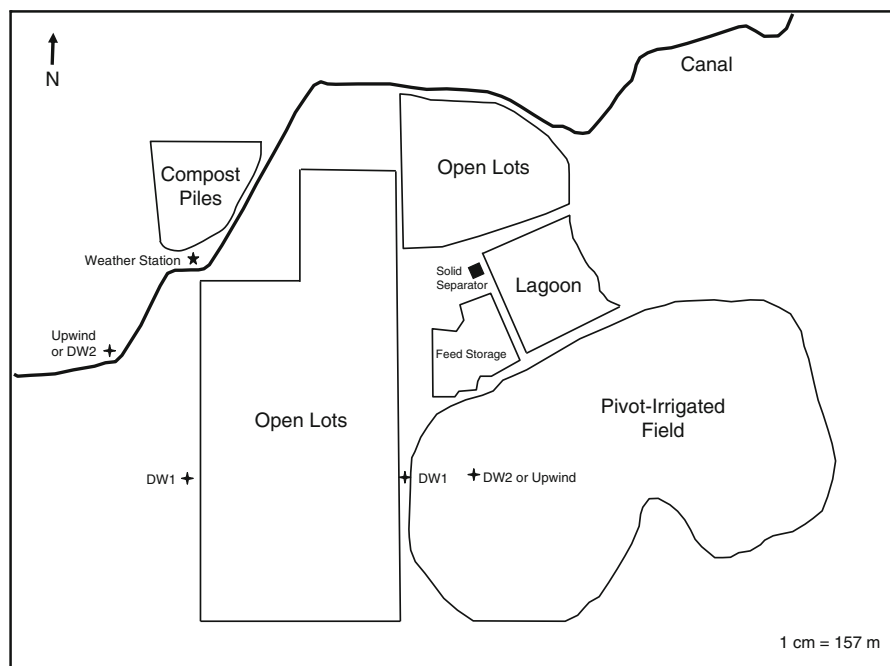 N
Canal
Compost
Piles
Open Lots
Weather Station
Solid
Separator
Lagoon
Upwind
or DW2
Feed Storage
Open Lots
Pivot-Irrigated
Field
DW1
DW1
DW2 or Upwind
1 cm = 157 m